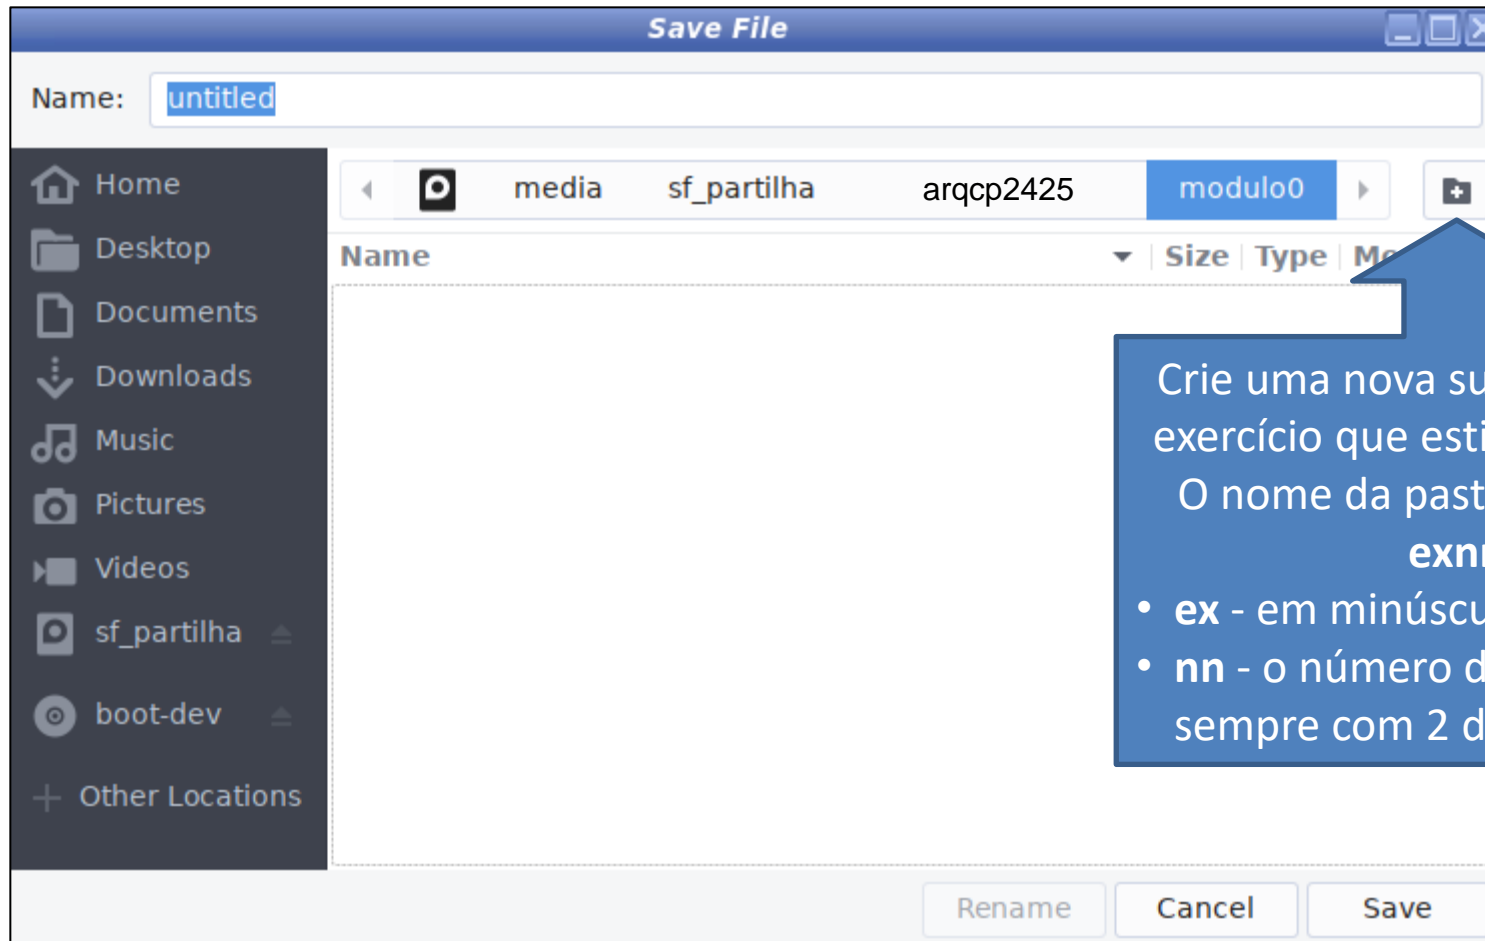 Save File
Name: untitled
Home
Desktop
Documents
Downloads
Music
Pictures
Videos
sf_partilha
boot-dev
Other Locations
media sf_partilha arqcp2425 modulo0
Name Size Type
Crie uma nova
exercício que
O nome da
ex - em
nn - o número
sempre com 2
Rename Cancel Save